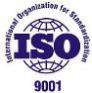 International Organization for Standardization
ISO
9001